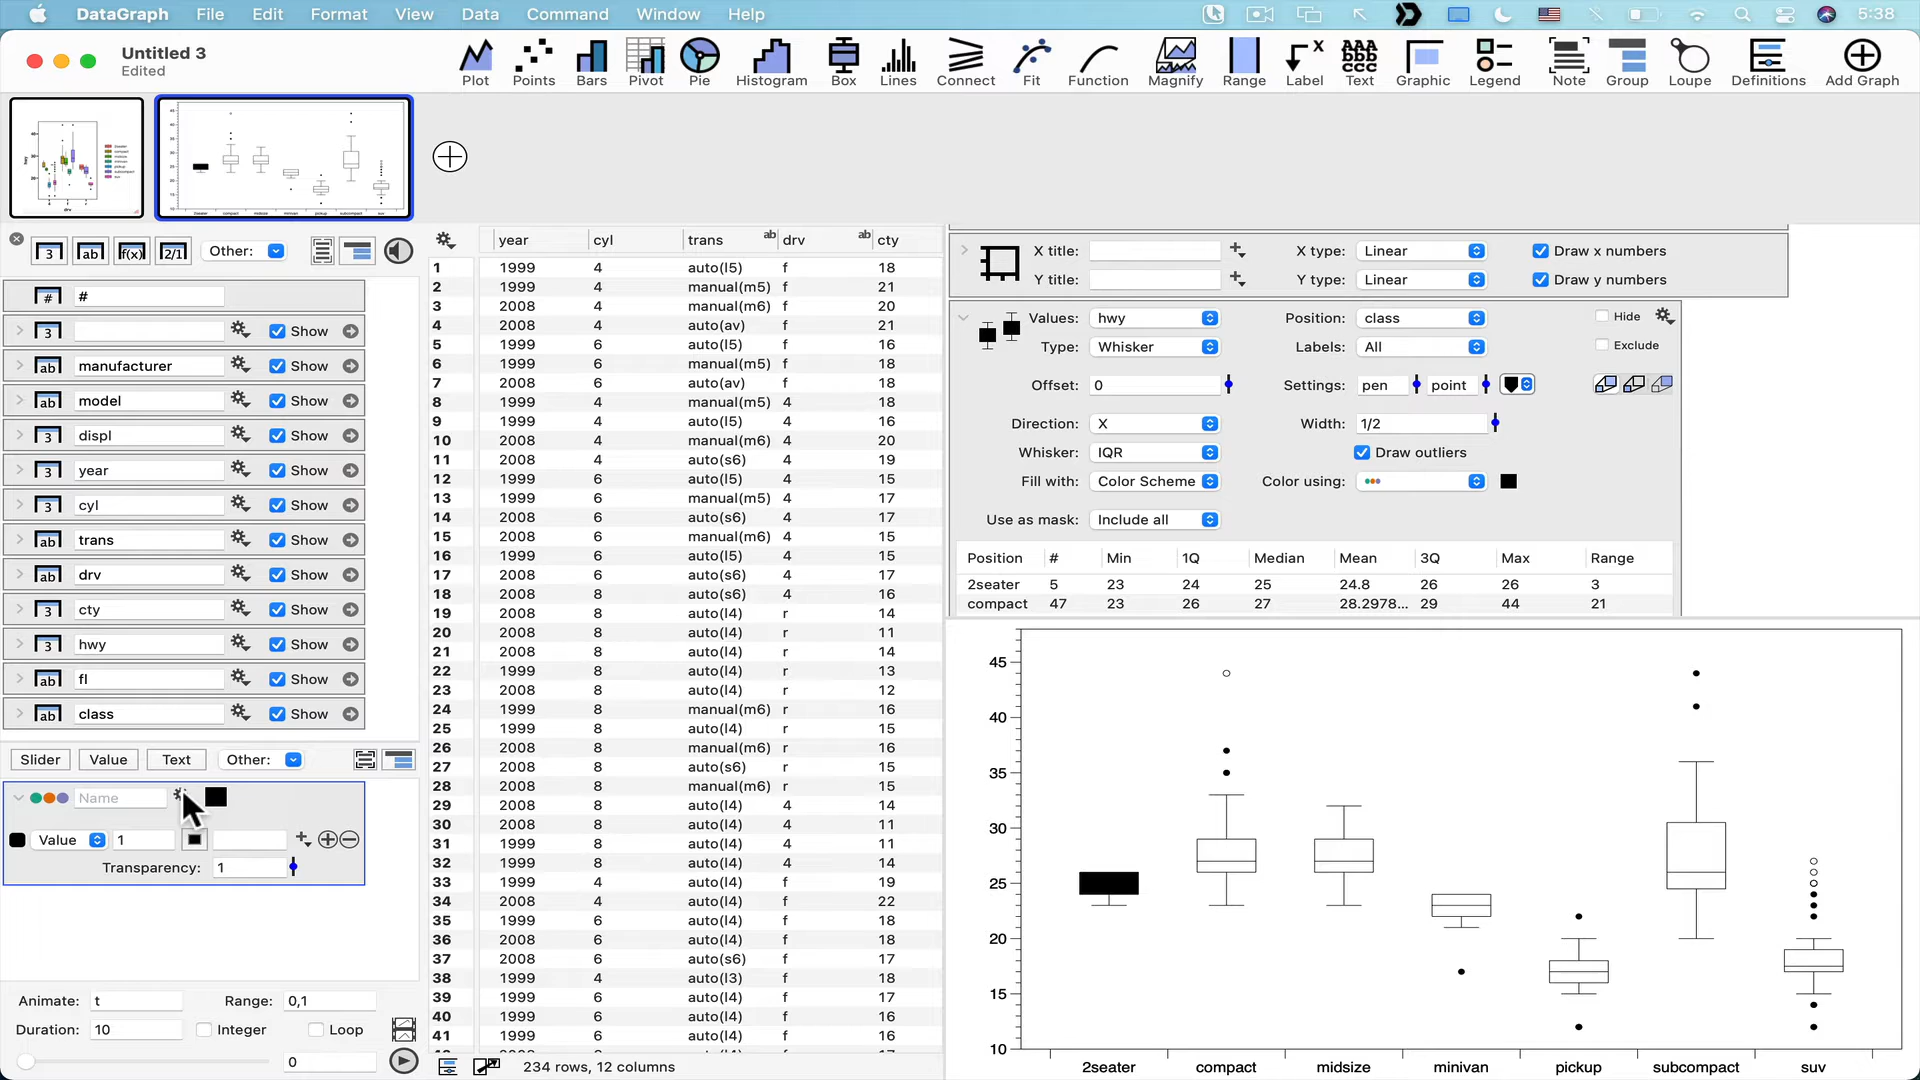 DataGraph File Edit Format View Data Command Window Help 5:38
Untitled 3
Edited
Plot Points Bars Pivot Pie Histogram Box Lines Connect Fit Function Magnify Range Label Text Graphic Legend Note Group Loupe Definitions Add Graph
3 ab f(x) 2/1 Other:
# #
3 Show
ab manufacturer Show
ab model Show
3 displ Show
3 year Show
3 cyl Show
ab trans Show
ab drv Show
3 cty Show
3 hwy Show
ab fl Show
ab class Show
Slider Value Text Other:
Name
Value 1
Transparency: 1
Animate: t Range: 0,1
Duration: 10 Integer Loop
0
year cyl trans ab drv ab cty
1 1999 4 auto(l5) f 18
2 1999 4 manual(m5) f 21
3 2008 4 manual(m6) f 20
4 2008 4 auto(av) f 21
5 1999 6 auto(l5) f 16
6 1999 6 manual(m5) f 18
7 2008 6 auto(av) f 18
8 1999 4 manual(m5) 4 18
9 1999 4 auto(l5) 4 16
10 2008 4 manual(m6) 4 20
11 2008 4 auto(s6) 4 19
12 1999 6 auto(l5) 4 15
13 1999 6 manual(m5) 4 17
14 2008 6 auto(s6) 4 17
15 2008 6 manual(m6) 4 15
16 1999 6 auto(l5) 4 15
17 2008 6 auto(s6) 4 17
18 2008 8 auto(s6) 4 16
19 2008 8 auto(l4) r 14
20 2008 8 auto(l4) r 11
21 2008 8 auto(l4) r 14
22 1999 8 auto(l4) r 13
23 2008 8 auto(l4) r 12
24 1999 8 manual(m6) r 16
25 1999 8 auto(l4) r 15
26 2008 8 manual(m6) r 16
27 2008 8 auto(s6) r 15
28 2008 8 manual(m6) r 15
29 2008 8 auto(l4) 4 14
30 2008 8 auto(l4) 4 11
31 1999 8 auto(l4) 4 11
32 1999 8 auto(l4) 4 14
33 1999 4 auto(l4) f 19
34 2008 4 auto(l4) f 22
35 1999 6 auto(l4) f 18
36 2008 6 auto(l4) f 18
37 2008 6 auto(s6) f 17
38 1999 4 auto(l3) f 18
39 1999 6 auto(l4) f 17
40 1999 6 auto(l4) f 16
41 1999 6 auto(l4) f 16
234 rows, 12 columns
X title: X type: Linear Draw x numbers
Y title: Y type: Linear Draw y numbers
Values: hwy Position: class Hide
Type: Whisker Labels: All Exclude
Offset: 0 Settings: pen point
Direction: X Width: 1/2
Whisker: IQR Draw outliers
Fill with: Color Scheme Color using:
Use as mask: Include all
Position # Min 1Q Median Mean 3Q Max Range
2seater 5 23 24 25 24.8 26 26 3
compact 47 23 26 27 28.2978... 29 44 21
45
40
35
30
25
20
15
10
2seater compact midsize minivan pickup subcompact suv